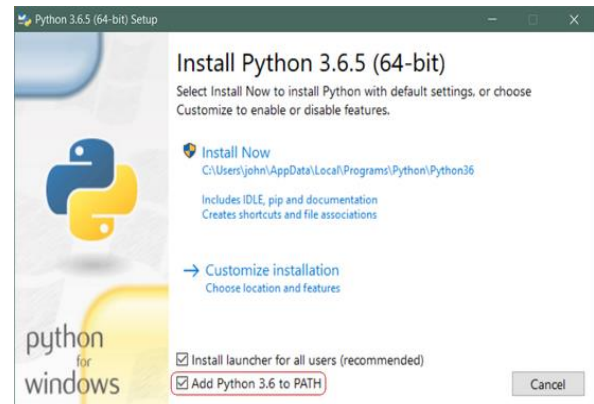 Python 3.6.5 (64-bit) Setup
Install Python 3.6.5 (64-bit)
Select Install Now to install Python with default settings, or choose
Customize to enable or disable features.
Install Now
C:\Users\john\AppData\Local\Programs\Python\Python36
Includes IDLE, pip and documentation
Creates shortcuts and file associations
Customize installation
Choose location and features
python
for
windows
Install launcher for all users (recommended)
Add Python 3.6 to PATH
Cancel